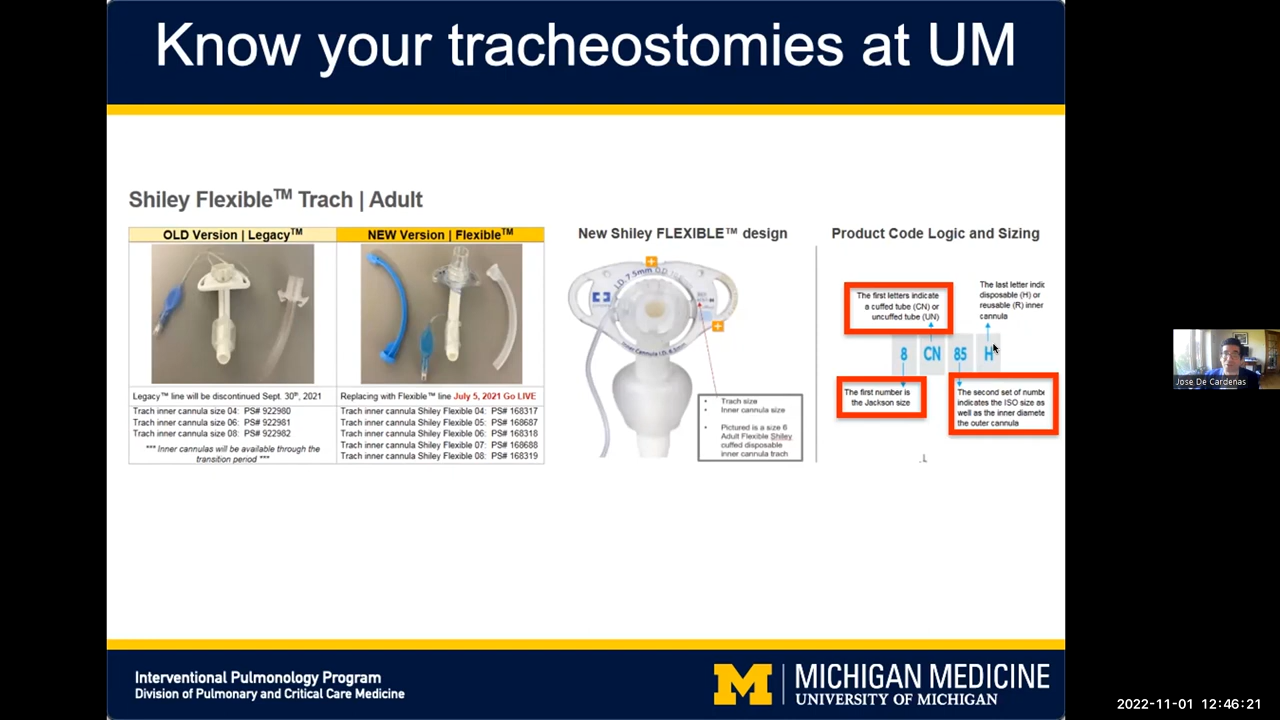 Know your tracheostomies at UM
Shiley Flexible™ Trach | Adult
OLD Version | Legacy™
NEW Version | Flexible™
Legacy™ line will be discontinued Sept. 30th, 2021
Replacing with Flexible™ line July 5, 2021 Go LIVE
Trach inner cannula size 04: PS# 922980
Trach inner cannula size 06: PS# 922981
Trach inner cannula size 08: PS# 922982
*** Inner cannulas will be available through the
transition period ***
Trach inner cannula Shiley Flexible 04: PS# 168317
Trach inner cannula Shiley Flexible 05: PS# 168687
Trach inner cannula Shiley Flexible 06: PS# 168318
Trach inner cannula Shiley Flexible 07: PS# 168688
Trach inner cannula Shiley Flexible 08: PS# 168319
New Shiley FLEXIBLE™ design
I.D. 7.5mm O.D.
Inner Cannula I.D.
• Trach size
• Inner cannula size
• Pictured is a size 6
Adult Flexible Shiley
cuffed disposable
inner cannula trach
Product Code Logic and Sizing
The first letters indicate
a cuffed tube (CN) or
uncuffed tube (UN)
The last letter indic
disposable (H) or
reusable (R) inner
cannula
8 CN 85 H
The first number is
the Jackson size
The second set of numbe
indicates the ISO size as
well as the inner diamete
the outer cannula
Jose De Cardenas
Interventional Pulmonology Program
Division of Pulmonary and Critical Care Medicine
M MICHIGAN MEDICINE
UNIVERSITY OF MICHIGAN
2022-11-01 12:46:21